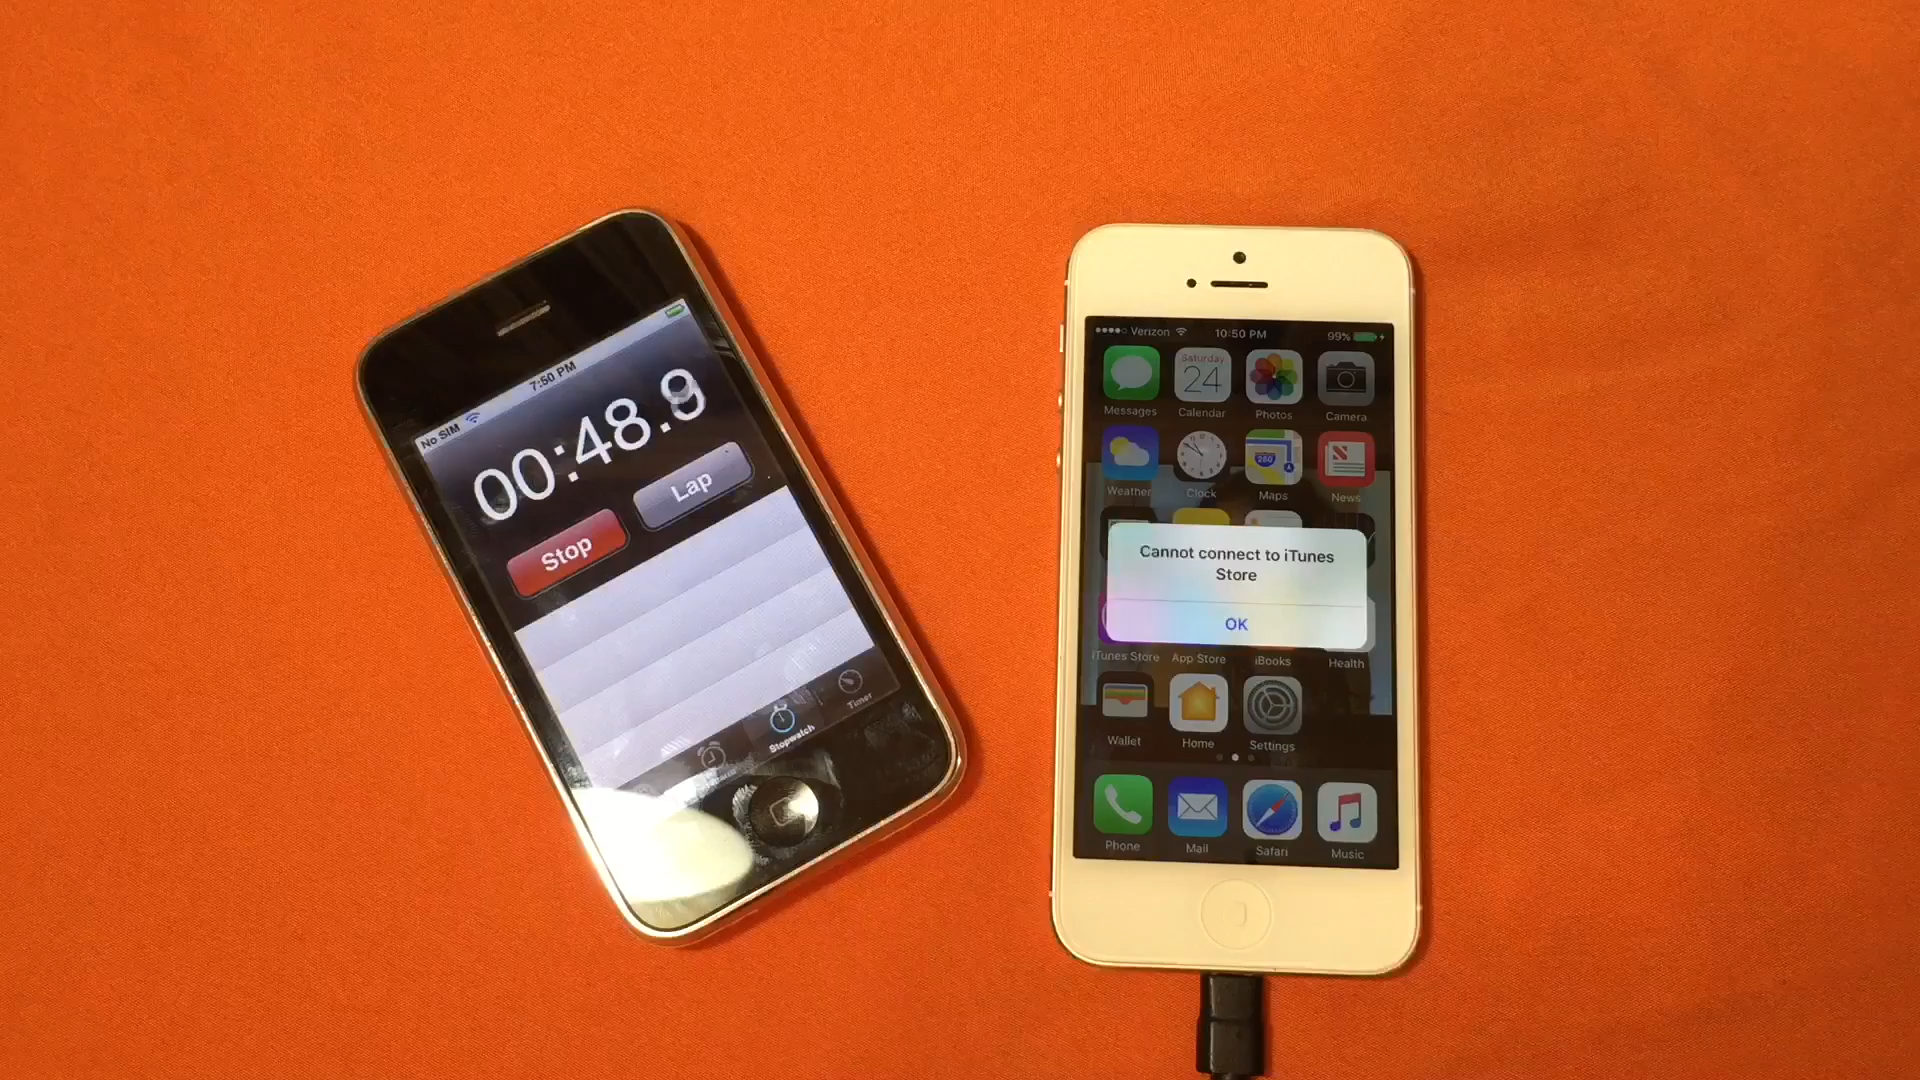 No SIM
7:50 PM
00:48.9
Stop
Lap
Stopwatch
Timer
Verizon
10:50 PM
99%
Saturday
24
Messages
Calendar
Photos
Camera
280
Weather
Clock
Maps
News
Cannot connect to iTunes
Store
OK
iTunes Store
App Store
iBooks
Health
Wallet
Home
Settings
Phone
Mail
Safari
Music